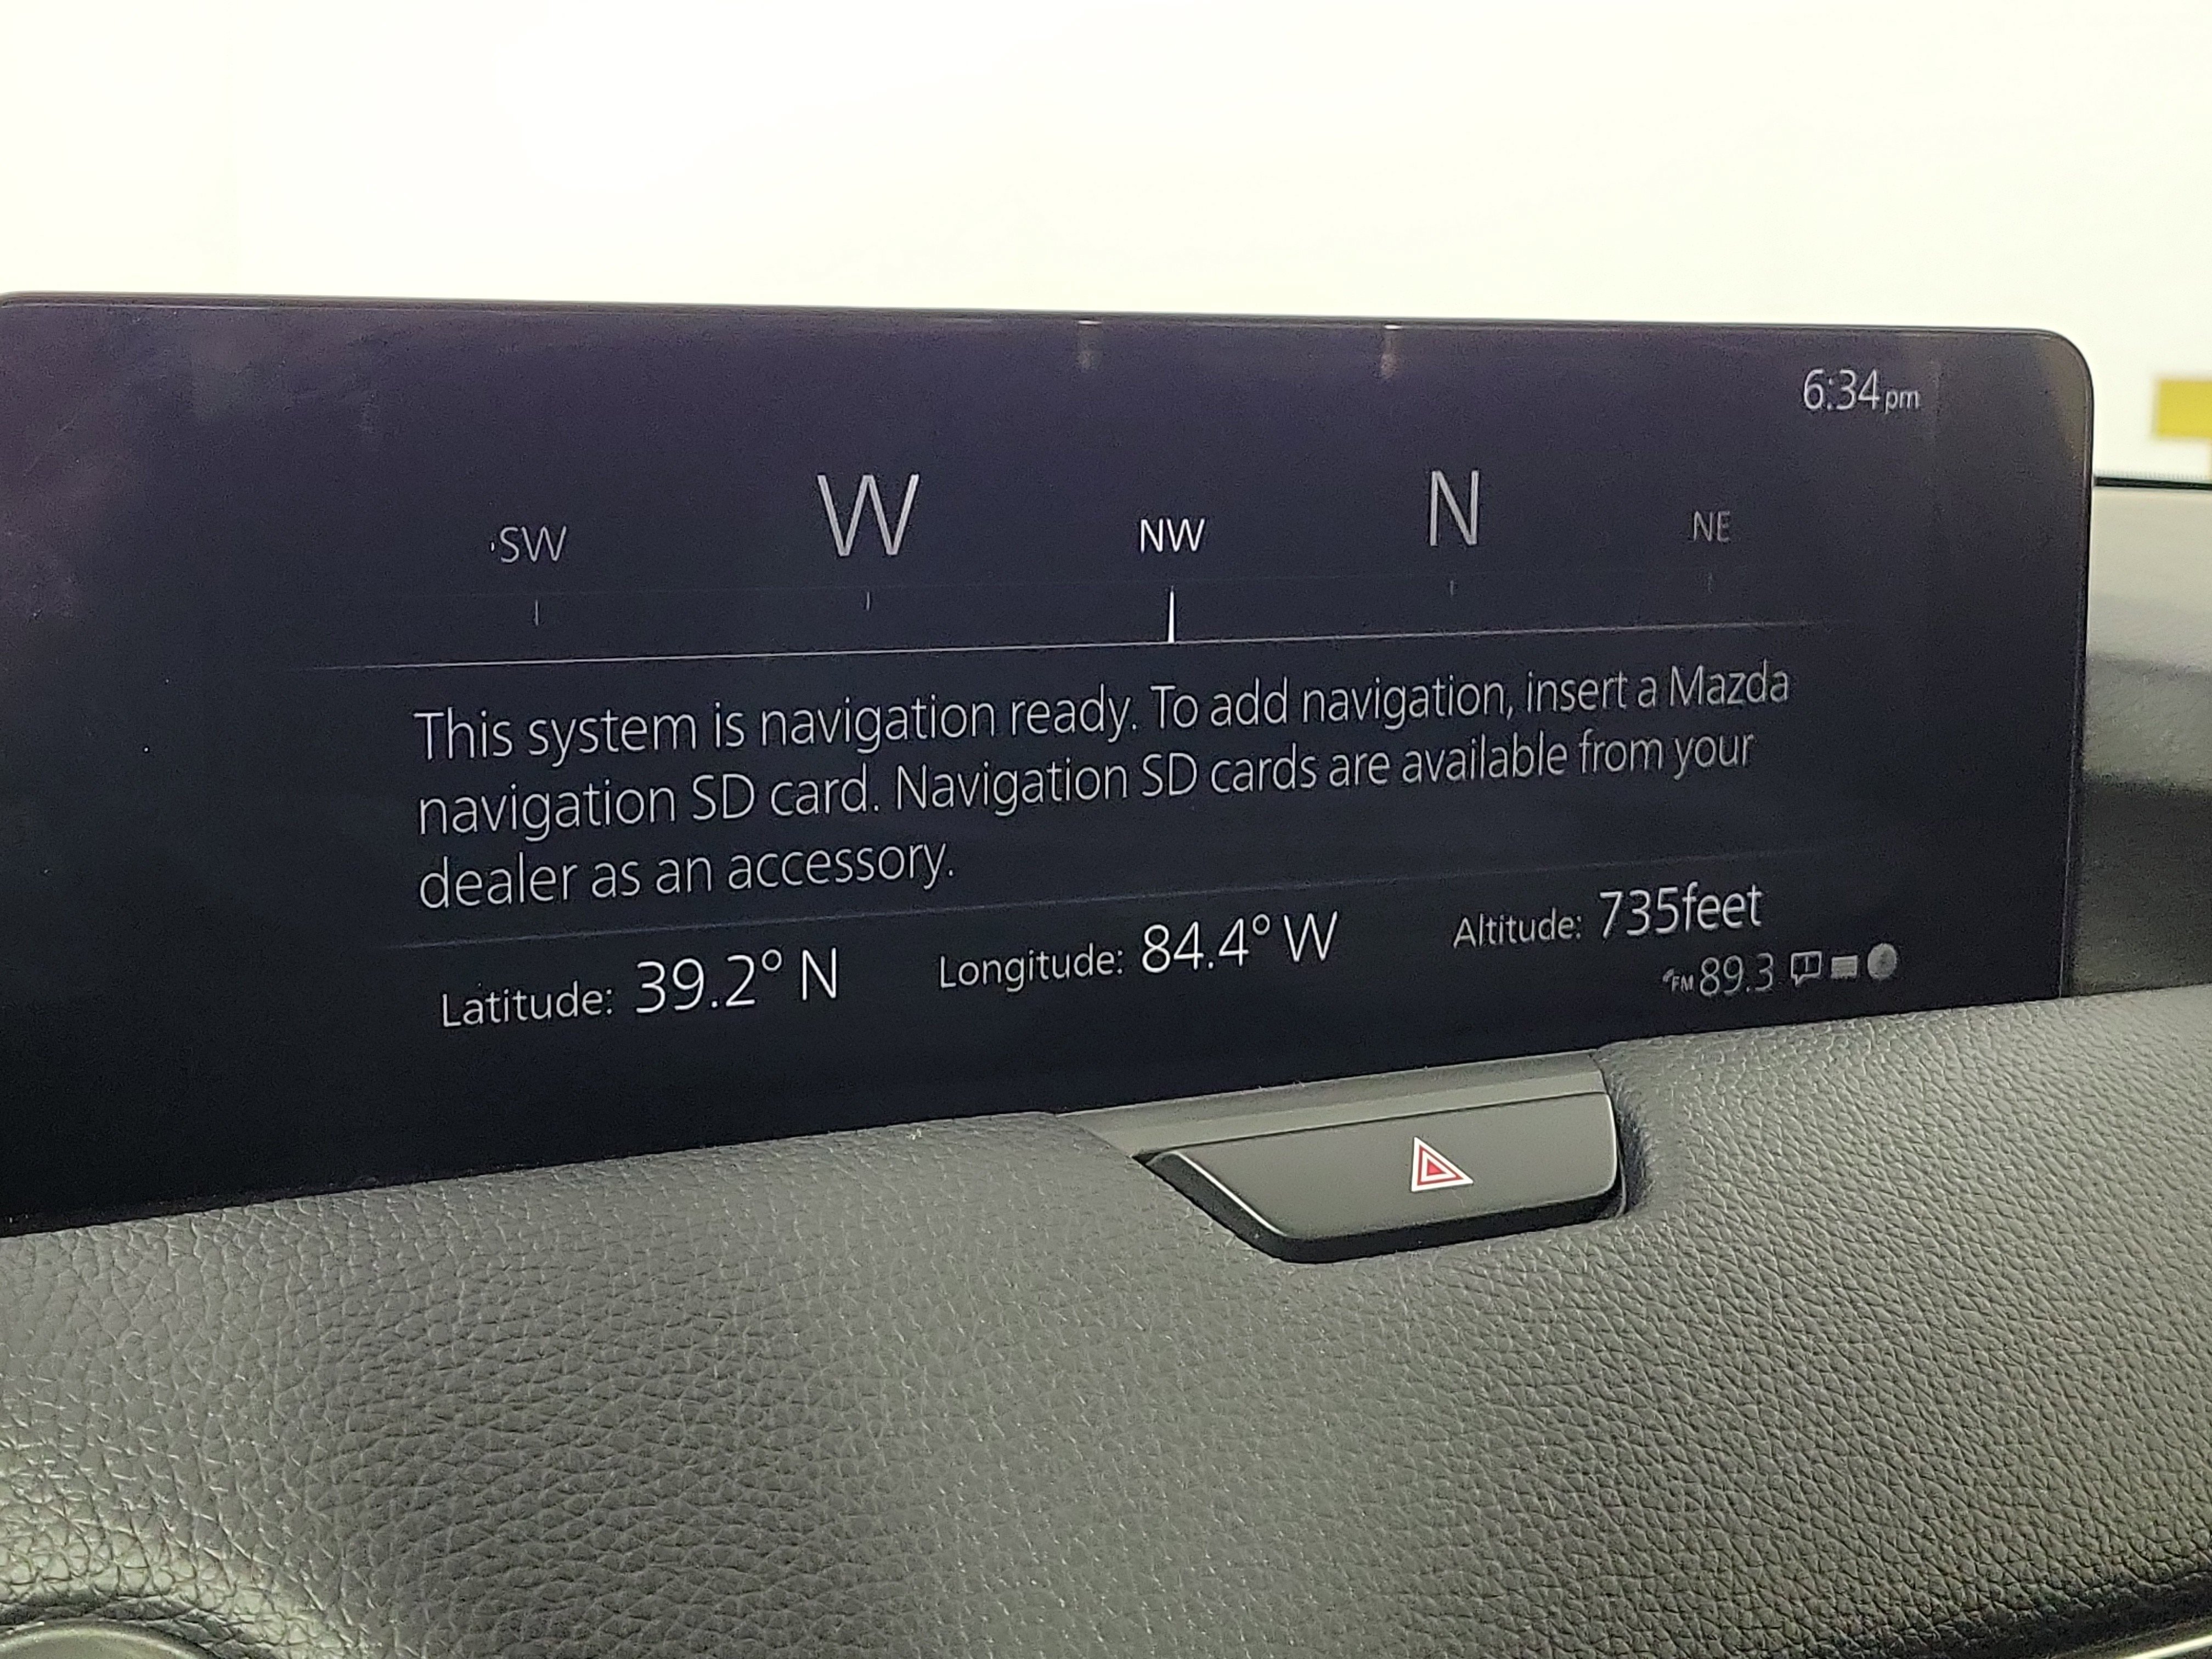 6:34pm
SW W NW N NE
This system is navigation ready. To add navigation, insert a Mazda
navigation SD card. Navigation SD cards are available from your
dealer as an accessory.
Latitude: 39.2° N Longitude: 84.4° W Altitude: 735feet
FM 89.3